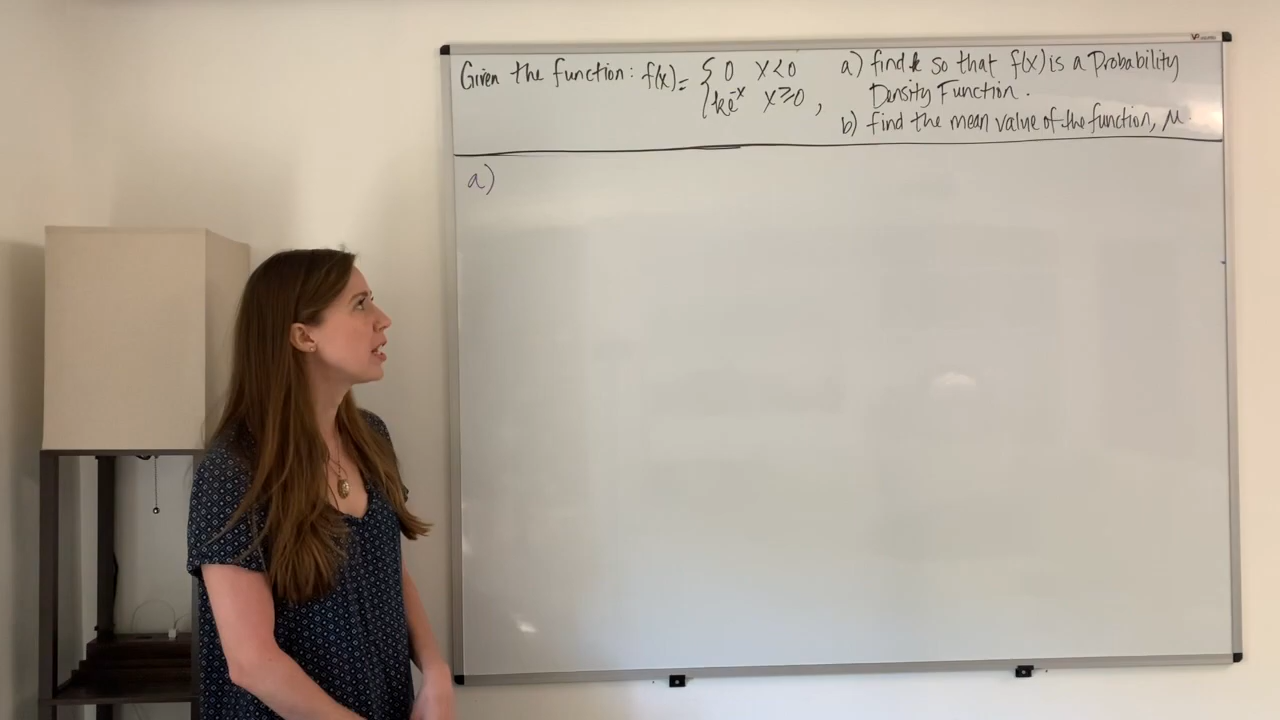 Given the function: f(x)= { 0 x<0
{ ke^-x x≥0 ,
a) find k so that f(x) is a Probability
Density Function.
b) find the mean value of the function, μ.
a)